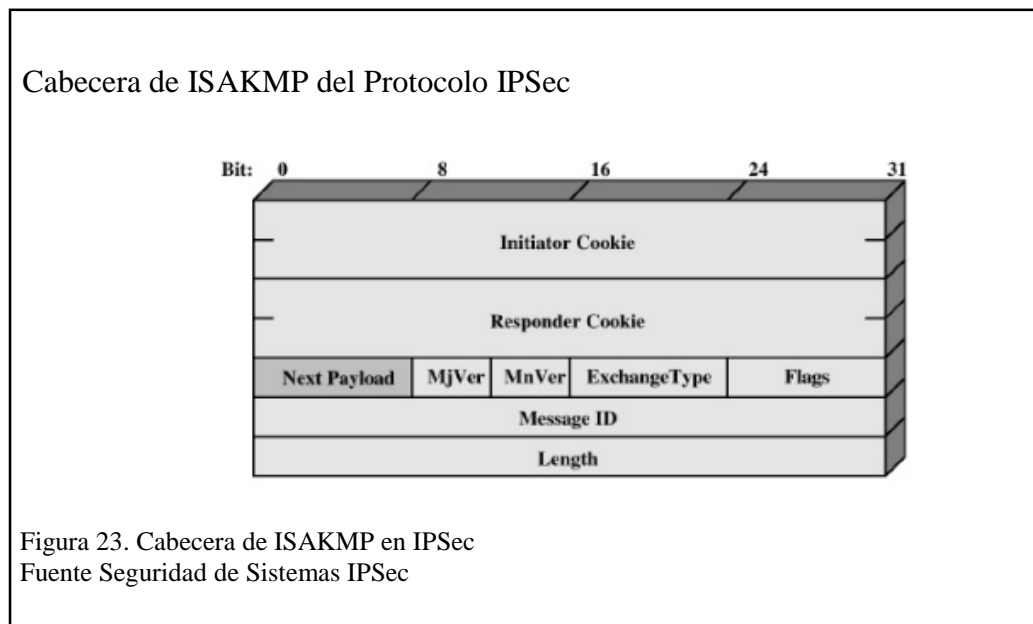 Cabecera de ISAKMP del Protocolo IPSec
Bit: 0 8 16 24 31
Initiator Cookie
Responder Cookie
Next Payload MjVer MnVer ExchangeType Flags
Message ID
Length
Figura 23. Cabecera de ISAKMP en IPSec
Fuente Seguridad de Sistemas IPSec